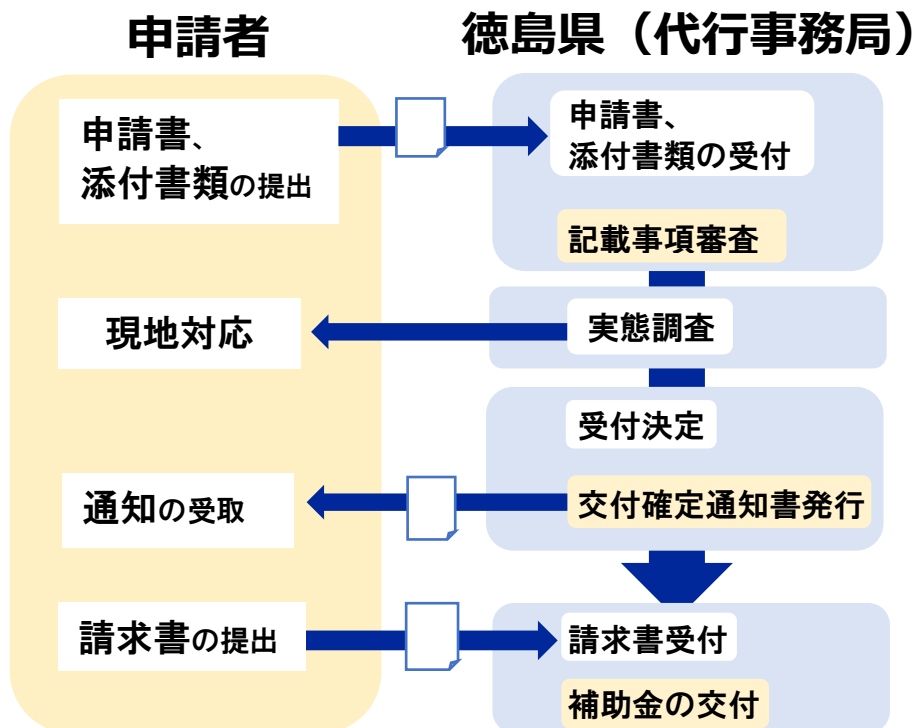 申請者
徳島県（代行事務局）
申請書、
添付書類の提出
申請書、
添付書類の受付
記載事項審査
現地対応
実態調査
受付決定
通知の受取
交付確定通知書発行
請求書の提出
請求書受付
補助金の交付